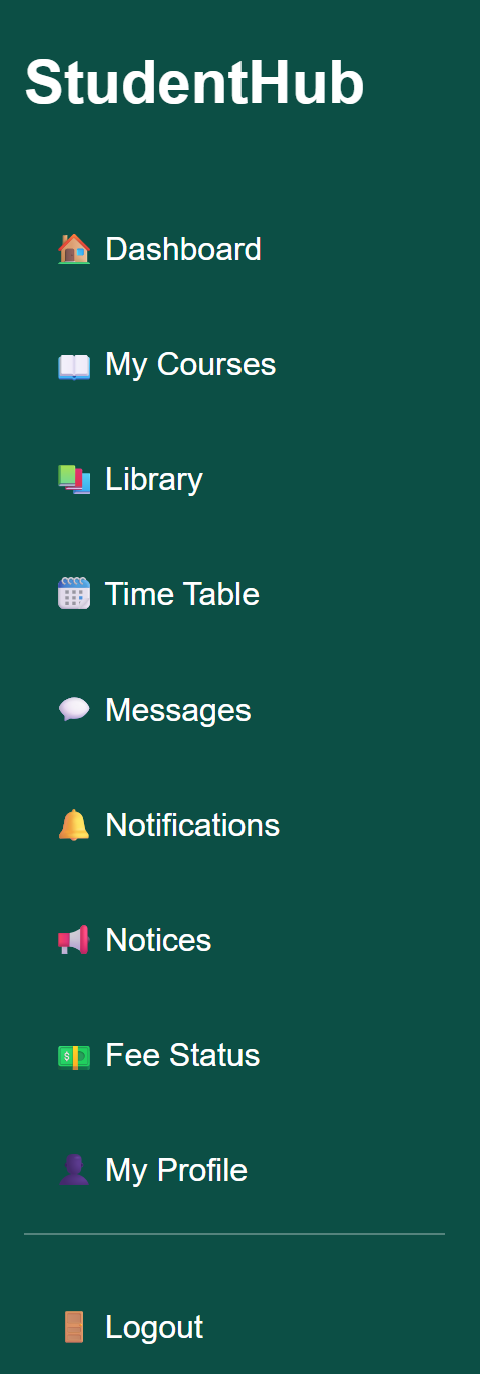 StudentHub
Dashboard
My Courses
Library
Time Table
Messages
Notifications
Notices
Fee Status
My Profile
Logout